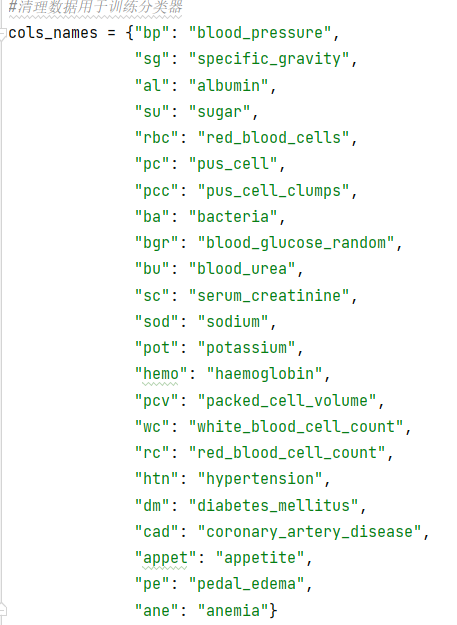 #清理数据用于训练分类器
cols_names = {"bp": "blood_pressure",
"sg": "specific_gravity",
"al": "albumin",
"su": "sugar",
"rbc": "red_blood_cells",
"pc": "pus_cell",
"pcc": "pus_cell_clumps",
"ba": "bacteria",
"bgr": "blood_glucose_random",
"bu": "blood_urea",
"sc": "serum_creatinine",
"sod": "sodium",
"pot": "potassium",
"hemo": "haemoglobin",
"pcv": "packed_cell_volume",
"wc": "white_blood_cell_count",
"rc": "red_blood_cell_count",
"htn": "hypertension",
"dm": "diabetes_mellitus",
"cad": "coronary_artery_disease",
"appet": "appetite",
"pe": "pedal_edema",
"ane": "anemia"}